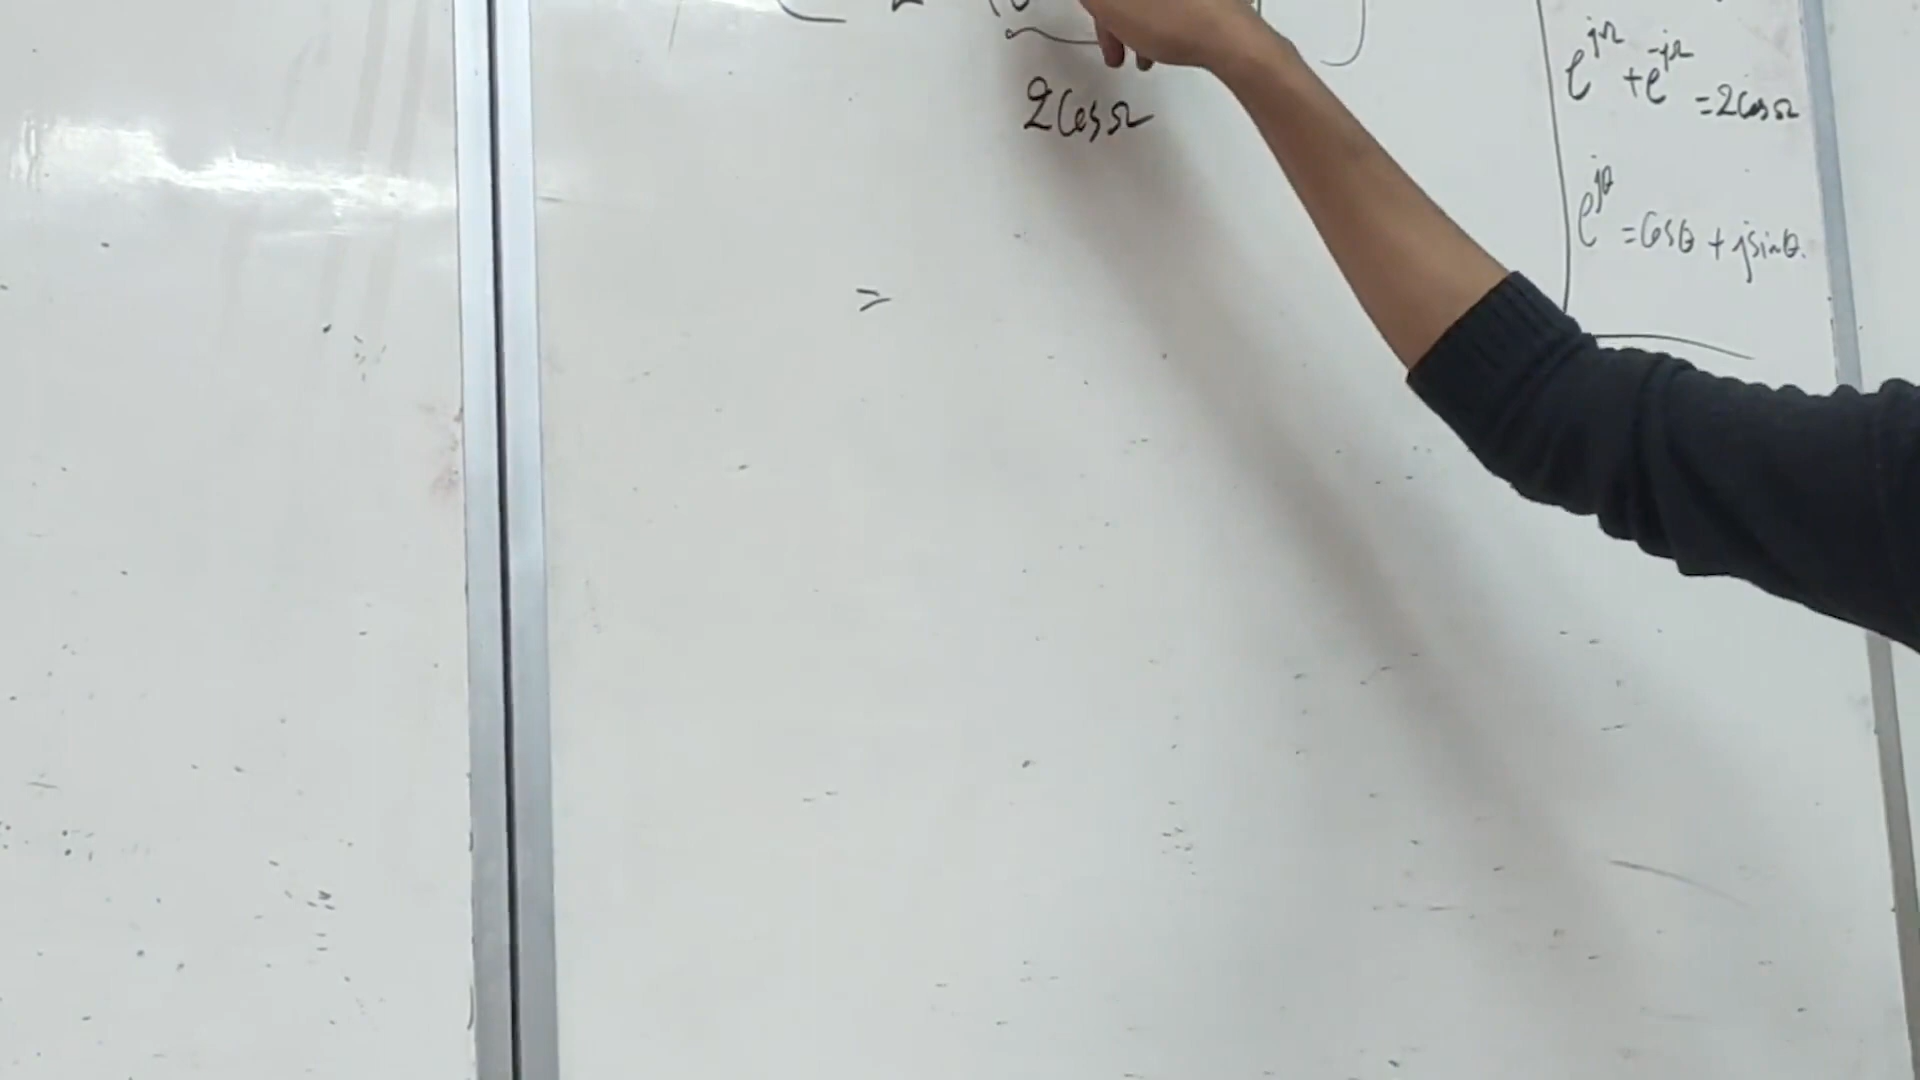 2CosΩ
e^{jΩ} + e^{-jΩ} = 2CosΩ
e^{jθ} = Cosθ + jSinθ.
=